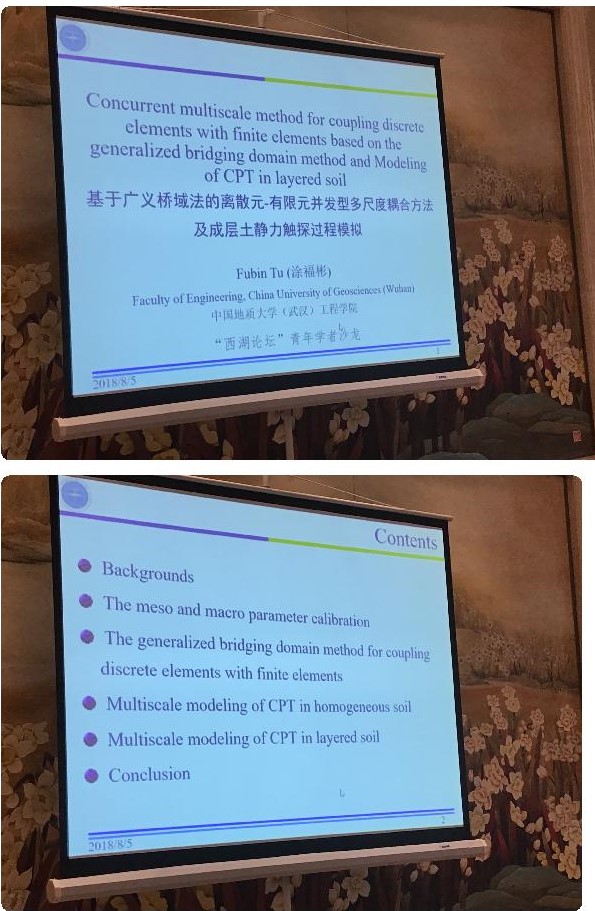 Concurrent multiscale method for coupling discrete
elements with finite elements based on the
generalized bridging domain method and Modeling
of CPT in layered soil
基于广义桥域法的离散元-有限元并发型多尺度耦合方法
及成层土静力触探过程模拟
Fubin Tu (涂福彬)
Faculty of Engineering, China University of Geosciences (Wuhan)
中国地质大学（武汉）工程学院
“西湖论坛”青年学者沙龙
2018/8/5
1
Contents
Backgrounds
The meso and macro parameter calibration
The generalized bridging domain method for coupling
discrete elements with finite elements
Multiscale modeling of CPT in homogeneous soil
Multiscale modeling of CPT in layered soil
Conclusion
2018/8/5
2